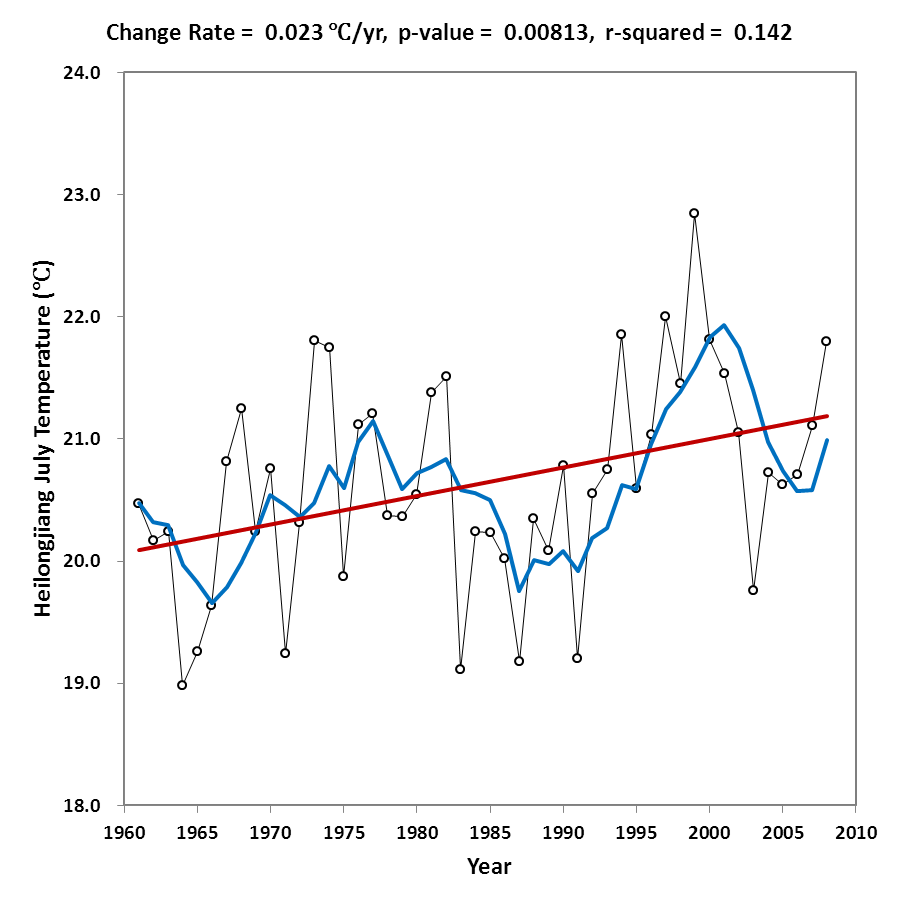 Change Rate = 0.023 ℃/yr, p-value = 0.00813, r-squared = 0.142
Heilongjiang July Temperature (℃)
24.0
23.0
22.0
21.0
20.0
19.0
18.0
1960 1965 1970 1975 1980 1985 1990 1995 2000 2005 2010
Year